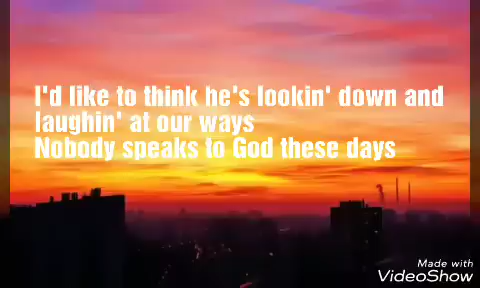 I'd like to think he's lookin' down and
laughin' at our ways
Nobody speaks to God these days
Made with
VideoShow